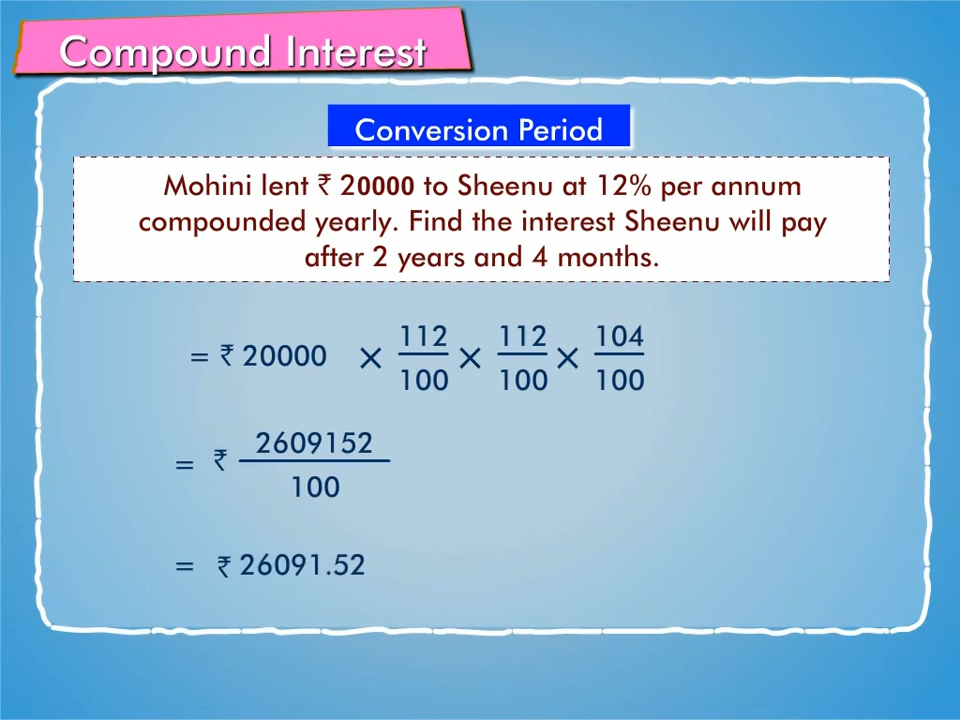 Compound Interest
Conversion Period
Mohini lent ₹ 20000 to Sheenu at 12% per annum
compounded yearly. Find the interest Sheenu will pay
after 2 years and 4 months.
= ₹ 20000 × 112/100 × 112/100 × 104/100
= ₹ 2609152/100
= ₹ 26091.52